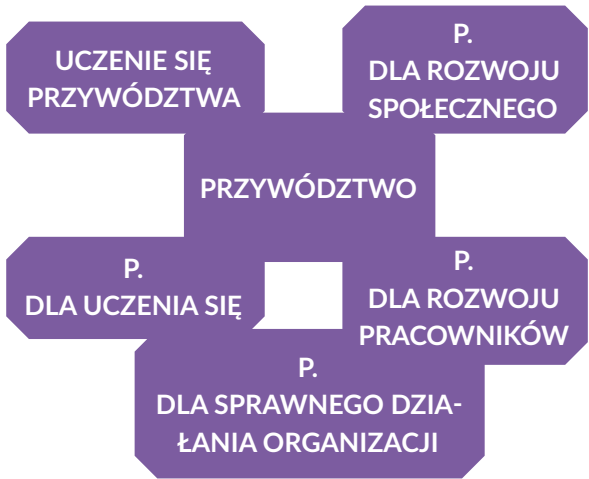 UCZENIE SIĘ
PRZYWÓDZTWA
P.
DLA ROZWOJU
SPOŁECZNEGO
PRZYWÓDZTWO
P.
DLA UCZENIA SIĘ
P.
DLA ROZWOJU
PRACOWNIKÓW
P.
DLA SPRAWNEGO DZIA-
ŁANIA ORGANIZACJI